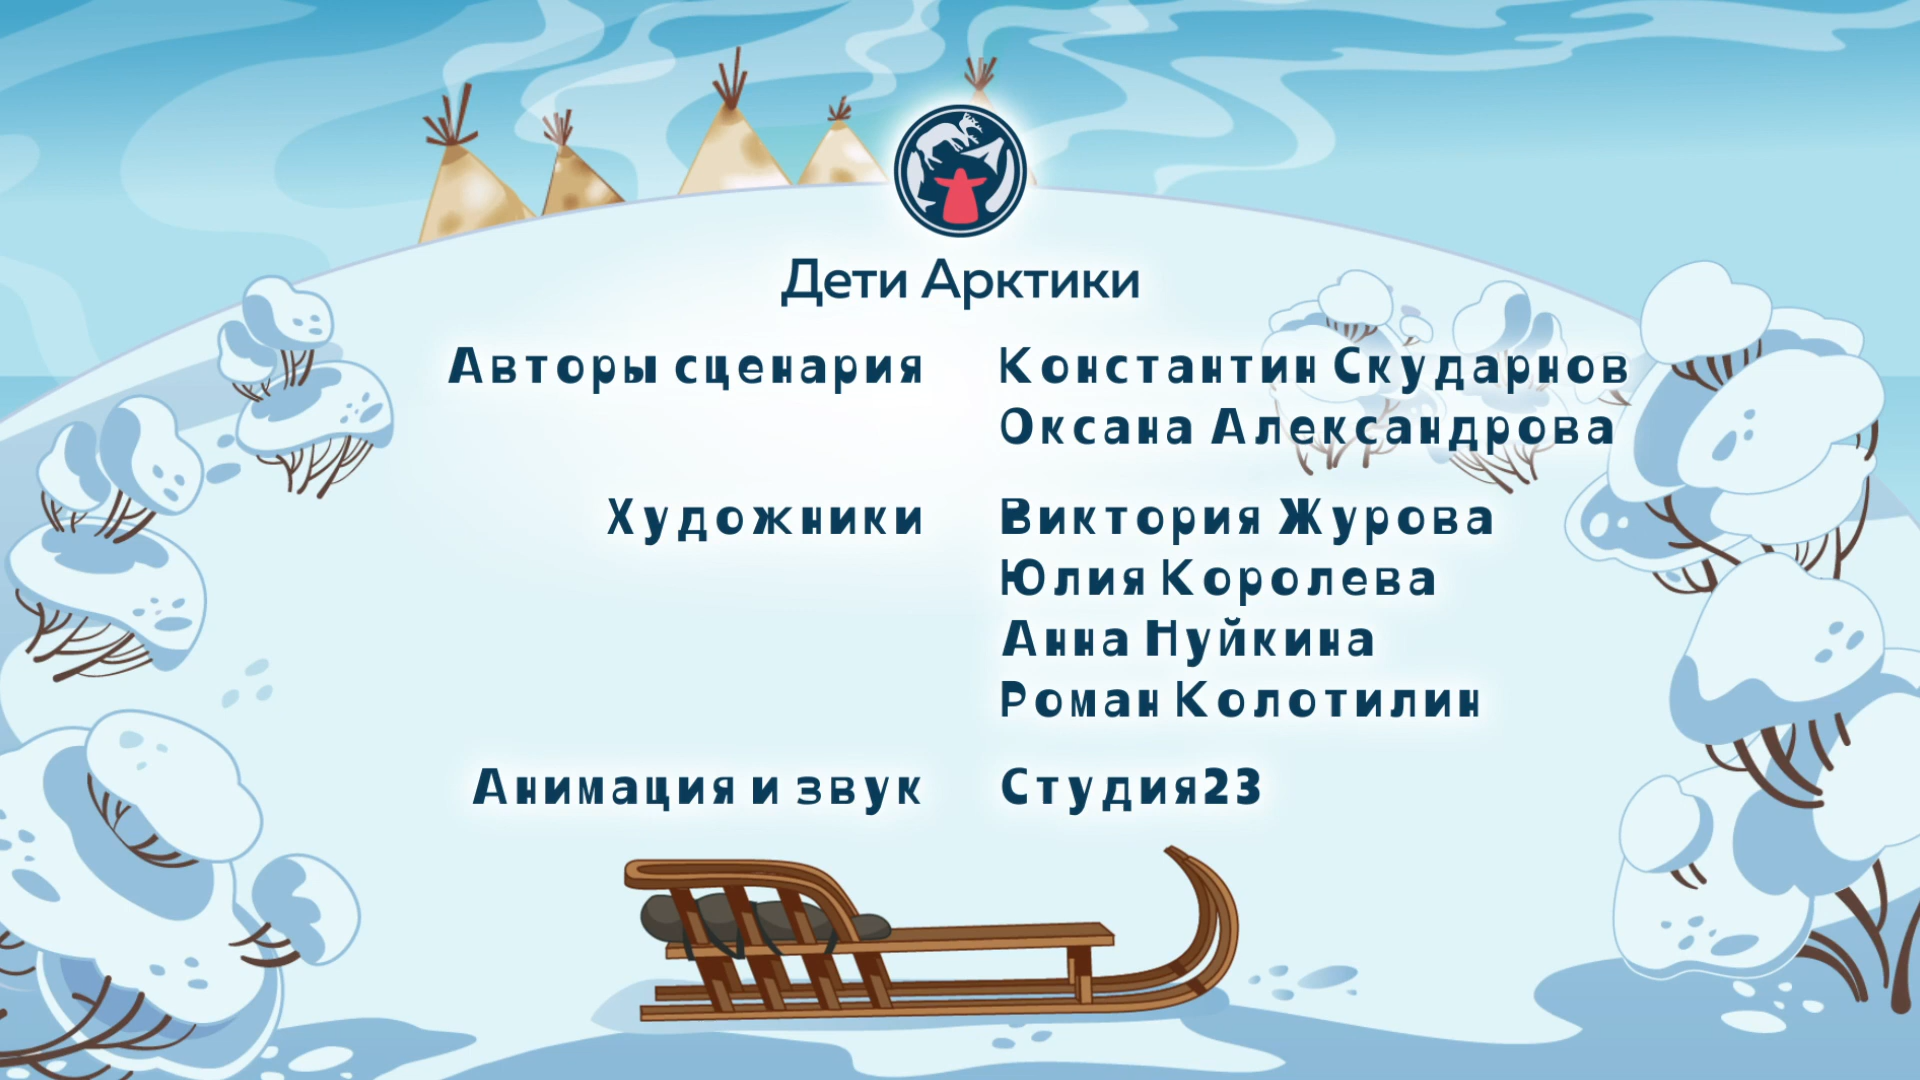 Дети Арктики
Авторы сценария Константин Скударнов
Оксана Александрова
Художники Виктория Журова
Юлия Королева
Анна Нуйкина
Роман Колотилин
Анимация и звук Студия23